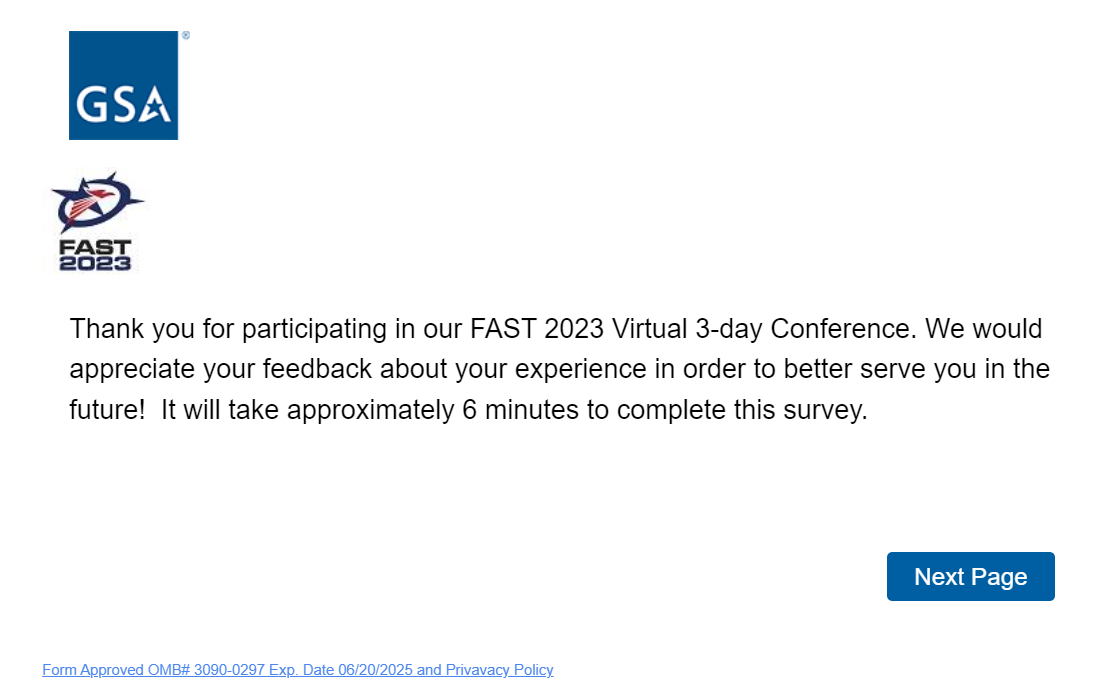 GSA®
FAST
2023
Thank you for participating in our FAST 2023 Virtual 3-day Conference. We would
appreciate your feedback about your experience in order to better serve you in the
future!  It will take approximately 6 minutes to complete this survey.
Next Page
Form Approved OMB# 3090-0297 Exp. Date 06/20/2025 and Privavacy Policy